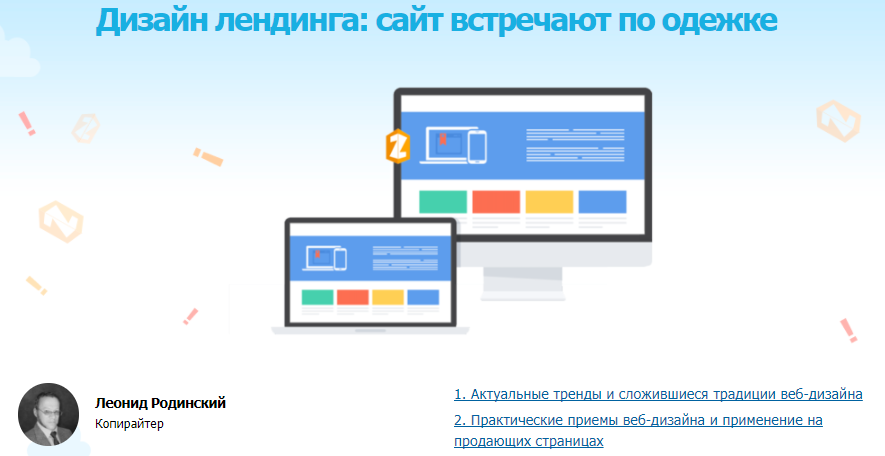 Дизайн лендинга: сайт встречают по одежке
Леонид Родинский
Копирайтер
1. Актуальные тренды и сложившиеся традиции веб-дизайна
2. Практические приемы веб-дизайна и применение на
продающих страницах